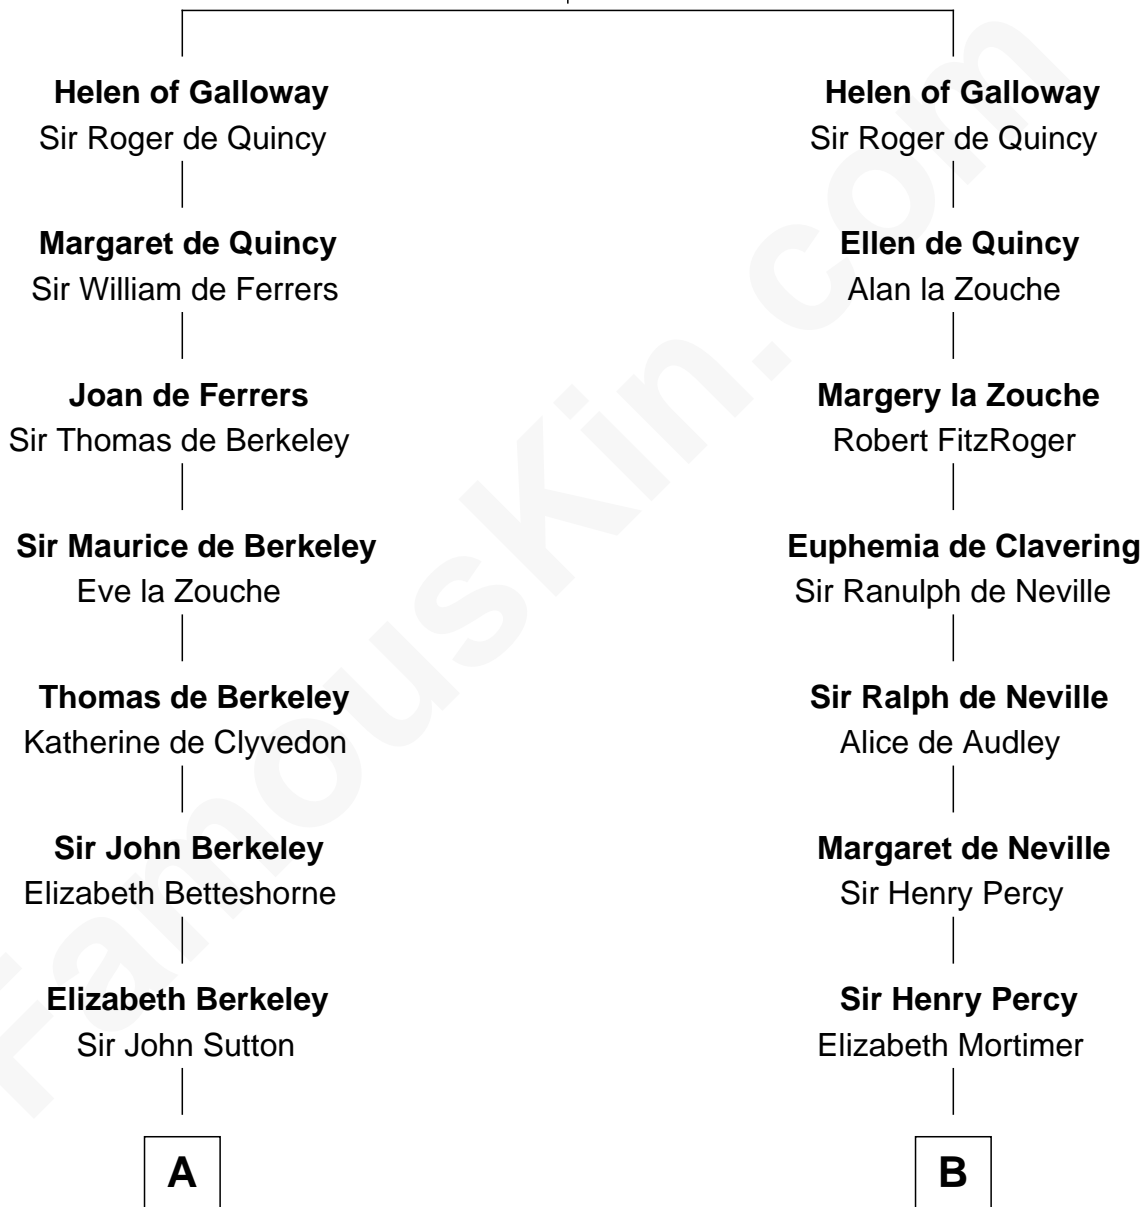 Helen of Galloway
Sir Roger de Quincy
Margaret de Quincy
Sir William de Ferrers
Joan de Ferrers
Sir Thomas de Berkeley
Sir Maurice de Berkeley
Eve la Zouche
Thomas de Berkeley
Katherine de Clyvedon
Sir John Berkeley
Elizabeth Betteshorne
Elizabeth Berkeley
Sir John Sutton
A
Helen of Galloway
Sir Roger de Quincy
Ellen de Quincy
Alan la Zouche
Margery la Zouche
Robert FitzRoger
Euphemia de Clavering
Sir Ranulph de Neville
Sir Ralph de Neville
Alice de Audley
Margaret de Neville
Sir Henry Percy
Sir Henry Percy
Elizabeth Mortimer
B
FamousKin.com